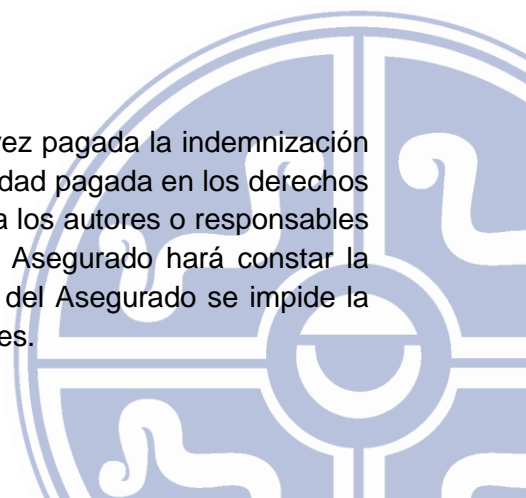 vez pagada la indemnización
dad pagada en los derechos
a los autores o responsables
Asegurado hará constar la
del Asegurado se impide la
es.